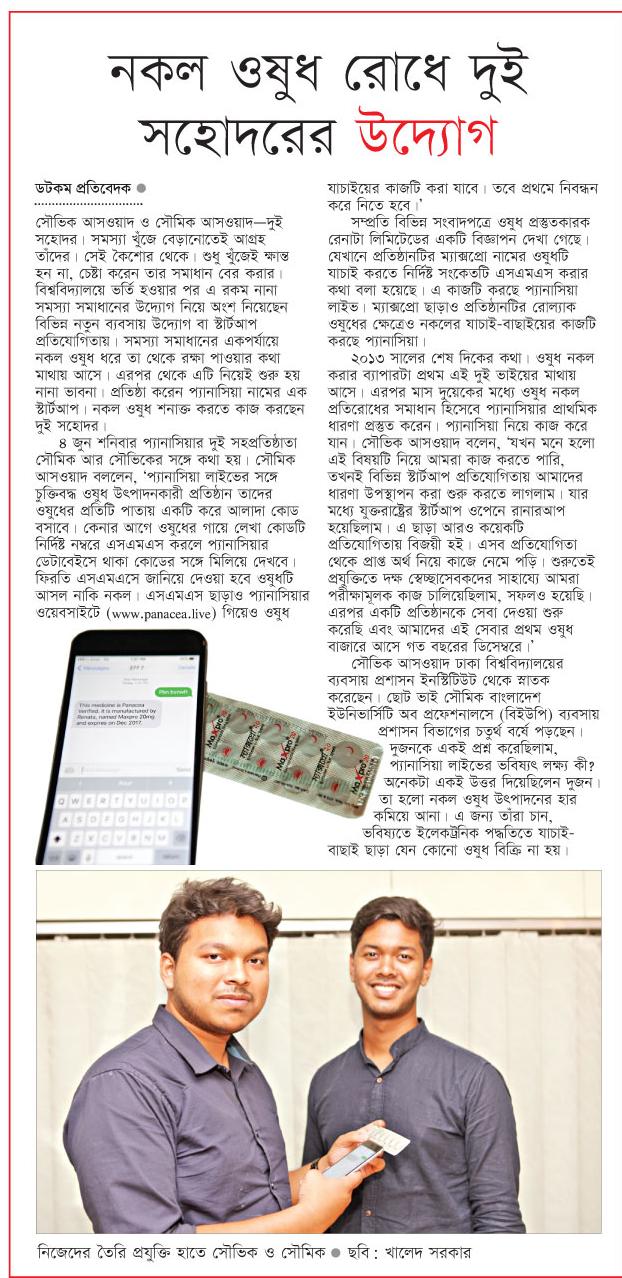 নকল ওষুধ রোধে দুই
সহোদরের উদ্যোগ
ডটকম প্রতিবেদক ●
সৌভিক আসওয়াদ ও সৌমিক আসওয়াদ—দুই
সহোদর। সমস্যা খুঁজে বেড়ানোতেই আগ্রহ
তাঁদের। সেই কৈশোর থেকে। শুধু খুঁজেই ক্ষান্ত
হন না, চেষ্টা করেন তার সমাধান বের করার।
বিশ্ববিদ্যালয়ে ভর্তি হওয়ার পর এ রকম নানা
সমস্যা সমাধানের উদ্যোগ নিয়ে অংশ নিয়েছেন
বিভিন্ন নতুন ব্যবসায় উদ্যোগ বা স্টার্টআপ
প্রতিযোগিতায়। সমস্যা সমাধানের একপর্যায়ে
নকল ওষুধ ধরে তা থেকে রক্ষা পাওয়ার কথা
মাথায় আসে। এরপর থেকে এটি নিয়েই শুরু হয়
নানা ভাবনা। প্রতিষ্ঠা করেন প্যানাসিয়া নামের এক
স্টার্টআপ। নকল ওষুধ শনাক্ত করতে কাজ করছেন
দুই সহোদর।
৪ জুন শনিবার প্যানাসিয়ার দুই সহপ্রতিষ্ঠাতা
সৌমিক আর সৌভিকের সঙ্গে কথা হয়। সৌমিক
আসওয়াদ বললেন, ‘প্যানাসিয়া লাইভের সঙ্গে
চুক্তিবদ্ধ ওষুধ উৎপাদনকারী প্রতিষ্ঠান তাদের
ওষুধের প্রতিটি পাতায় একটি করে আলাদা কোড
বসাবে। কেনার আগে ওষুধের গায়ে লেখা কোডটি
নির্দিষ্ট নম্বরে এসএমএস করলে প্যানাসিয়ার
ডেটাবেইসে থাকা কোডের সঙ্গে মিলিয়ে দেখবে।
ফিরতি এসএমএসে জানিয়ে দেওয়া হবে ওষুধটি
আসল নাকি নকল। এসএমএস ছাড়াও প্যানাসিয়ার
ওয়েবসাইটে (www.panacea.live) গিয়েও ওষুধ
যাচাইয়ের কাজটি করা যাবে। তবে প্রথমে নিবন্ধন
করে নিতে হবে।’
সম্প্রতি বিভিন্ন সংবাদপত্রে ওষুধ প্রস্তুতকারক
রেনাটা লিমিটেডের একটি বিজ্ঞাপন দেখা গেছে।
যেখানে প্রতিষ্ঠানটির ম্যাক্সপ্রো নামের ওষুধটি
যাচাই করতে নির্দিষ্ট সংকেতটি এসএমএস করার
কথা বলা হয়েছে। এ কাজটি করছে প্যানাসিয়া
লাইভ। ম্যাক্সপ্রো ছাড়াও প্রতিষ্ঠানটির রোল্যাক
ওষুধের ক্ষেত্রেও নকলের যাচাই-বাছাইয়ের কাজটি
করছে প্যানাসিয়া।
২০১৩ সালের শেষ দিকের কথা। ওষুধ নকল
করার ব্যাপারটা প্রথম এই দুই ভাইয়ের মাথায়
আসে। এরপর মাস দুয়েকের মধ্যে ওষুধ নকল
প্রতিরোধের সমাধান হিসেবে প্যানাসিয়ার প্রাথমিক
ধারণা প্রস্তুত করেন। প্যানাসিয়া নিয়ে কাজ করে
যান। সৌভিক আসওয়াদ বলেন, ‘যখন মনে হলো
এই বিষয়টি নিয়ে আমরা কাজ করতে পারি,
তখনই বিভিন্ন স্টার্টআপ প্রতিযোগিতায় আমাদের
ধারণা উপস্থাপন করা শুরু করতে লাগলাম। যার
মধ্যে যুক্তরাষ্ট্রের স্টার্টআপ ওপেনে রানারআপ
হয়েছিলাম। এ ছাড়া আরও কয়েকটি
প্রতিযোগিতায় বিজয়ী হই। এসব প্রতিযোগিতা
থেকে প্রাপ্ত অর্থ নিয়ে কাজে নেমে পড়ি। শুরুতেই
প্রযুক্তিতে দক্ষ স্বেচ্ছাসেবকদের সাহায্যে আমরা
পরীক্ষামূলক কাজ চালিয়েছিলাম, সফলও হয়েছি।
এরপর একটি প্রতিষ্ঠানকে সেবা দেওয়া শুরু
করেছি এবং আমাদের এই সেবার প্রথম ওষুধ
বাজারে আসে গত বছরের ডিসেম্বরে।’
সৌভিক আসওয়াদ ঢাকা বিশ্ববিদ্যালয়ের
ব্যবসায় প্রশাসন ইনস্টিটিউট থেকে স্নাতক
করেছেন। ছোট ভাই সৌমিক বাংলাদেশ
ইউনিভার্সিটি অব প্রফেশনালসে (বিইউপি) ব্যবসায়
প্রশাসন বিভাগের চতুর্থ বর্ষে পড়ছেন।
দুজনকে একই প্রশ্ন করেছিলাম,
প্যানাসিয়া লাইভের ভবিষ্যৎ লক্ষ্য কী?
অনেকটা একই উত্তর দিয়েছিলেন দুজন।
তা হলো নকল ওষুধ উৎপাদনের হার
কমিয়ে আনা। এ জন্য তাঁরা চান,
ভবিষ্যতে ইলেকট্রনিক পদ্ধতিতে যাচাই-
বাছাই ছাড়া যেন কোনো ওষুধ বিক্রি না হয়।
Messages
Details
This medicine is Panacea
Verified. It is manufactured by
Renata, named Maxpro 20mg
and expires on Dec 2017.
Send
Q W E R T Y U I O P
A S D F G H J K L
Z X C V B N M
Maxpro 20
ম্যাক্সপ্রো ২০
Maxpro 20
নিজেদের তৈরি প্রযুক্তি হাতে সৌভিক ও সৌমিক ● ছবি : খালেদ সরকার